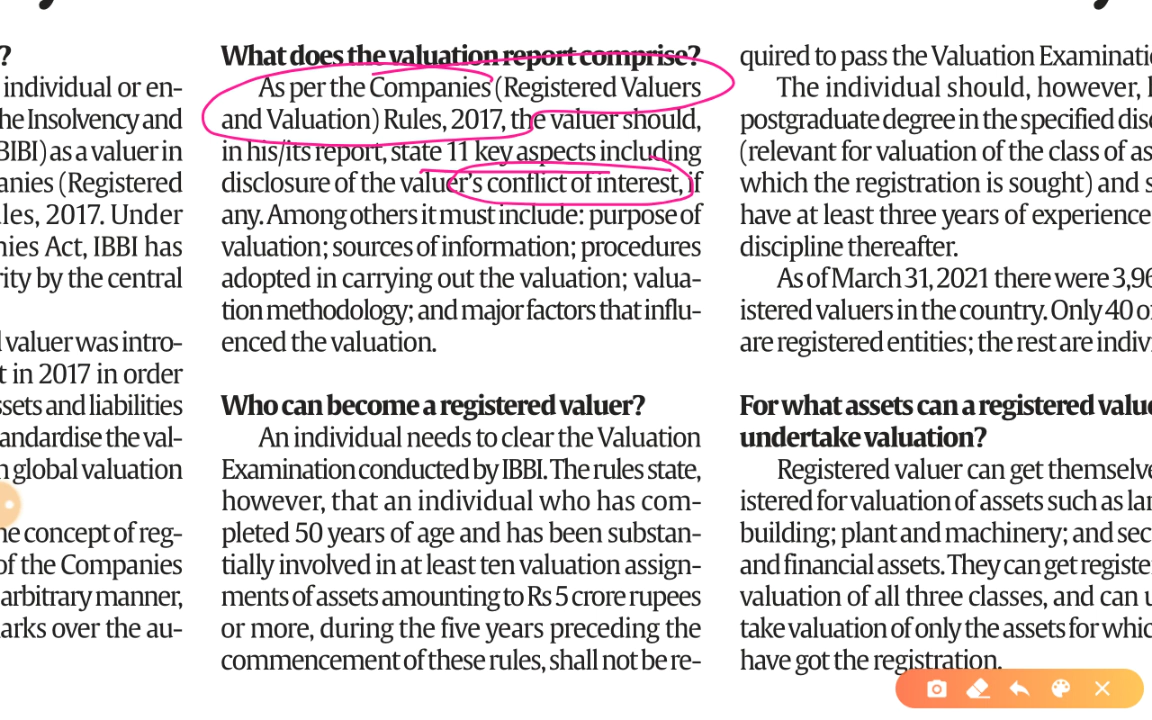 ?
individual or en-
he Insolvency and
BIBI) as a valuer in
anies (Registered
les, 2017. Under
nies Act, IBBI has
rity by the central
valuer was intro-
t in 2017 in order
ssets and liabilities
andardise the val-
n global valuation
he concept of reg-
of the Companies
arbitrary manner,
arks over the au-
What does the valuation report comprise?
As per the Companies (Registered Valuers
and Valuation) Rules, 2017, the valuer should,
in his/its report, state 11 key aspects including
disclosure of the valuer's conflict of interest, if
any. Among others it must include: purpose of
valuation; sources of information; procedures
adopted in carrying out the valuation; valua-
tion methodology; and major factors that influ-
enced the valuation.
Who can become a registered valuer?
An individual needs to clear the Valuation
Examination conducted by IBBI. The rules state,
however, that an individual who has com-
pleted 50 years of age and has been substan-
tially involved in at least ten valuation assign-
ments of assets amounting to Rs 5 crore rupees
or more, during the five years preceding the
commencement of these rules, shall not be re-
quired to pass the Valuation Examinati
The individual should, however,
postgraduate degree in the specified dis
(relevant for valuation of the class of as
which the registration is sought) and s
have at least three years of experience
discipline thereafter.
As of March 31, 2021 there were 3,96
istered valuers in the country. Only 40 o
are registered entities; the rest are indiv
For what assets can a registered value
undertake valuation?
Registered valuer can get themselve
istered for valuation of assets such as lan
building; plant and machinery; and sec
and financial assets. They can get registe
valuation of all three classes, and can u
take valuation of only the assets for whic
have got the registration.